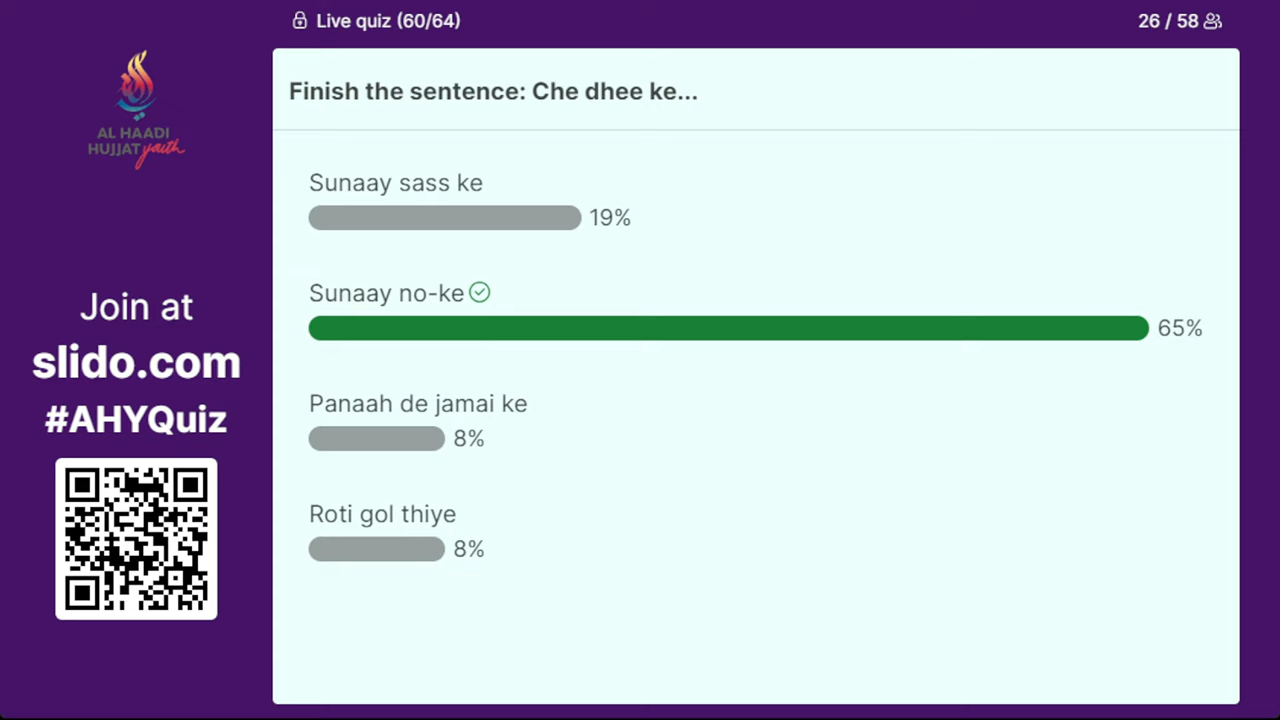 Live quiz (60/64)
26 / 58
AL HAADI
HUJJAT youth
Join at
slido.com
#AHYQuiz
Finish the sentence: Che dhee ke...
Sunaay sass ke
19%
Sunaay no-ke
65%
Panaah de jamai ke
8%
Roti gol thiye
8%